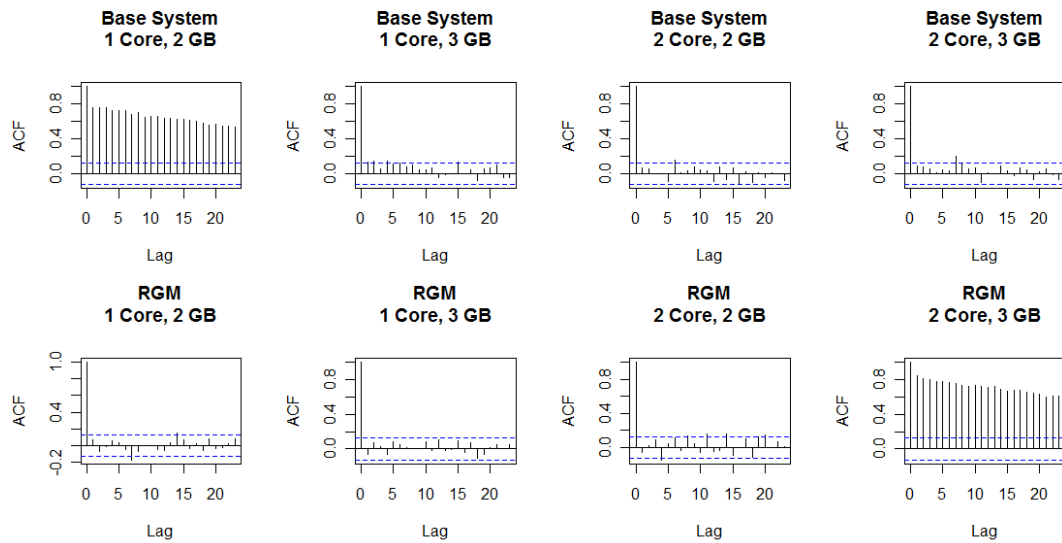 Base System
1 Core, 2 GB
ACF
0.0 0.4 0.8
0 5 10 15 20
Lag
Base System
1 Core, 3 GB
ACF
0.0 0.4 0.8
0 5 10 15 20
Lag
Base System
2 Core, 2 GB
ACF
0.0 0.4 0.8
0 5 10 15 20
Lag
Base System
2 Core, 3 GB
ACF
0.0 0.4 0.8
0 5 10 15 20
Lag
RGM
1 Core, 2 GB
ACF
-0.2 0.4 1.0
0 5 10 15 20
Lag
RGM
1 Core, 3 GB
ACF
0.0 0.4 0.8
0 5 10 15 20
Lag
RGM
2 Core, 2 GB
ACF
0.0 0.4 0.8
0 5 10 15 20
Lag
RGM
2 Core, 3 GB
ACF
0.0 0.4 0.8
0 5 10 15 20
Lag